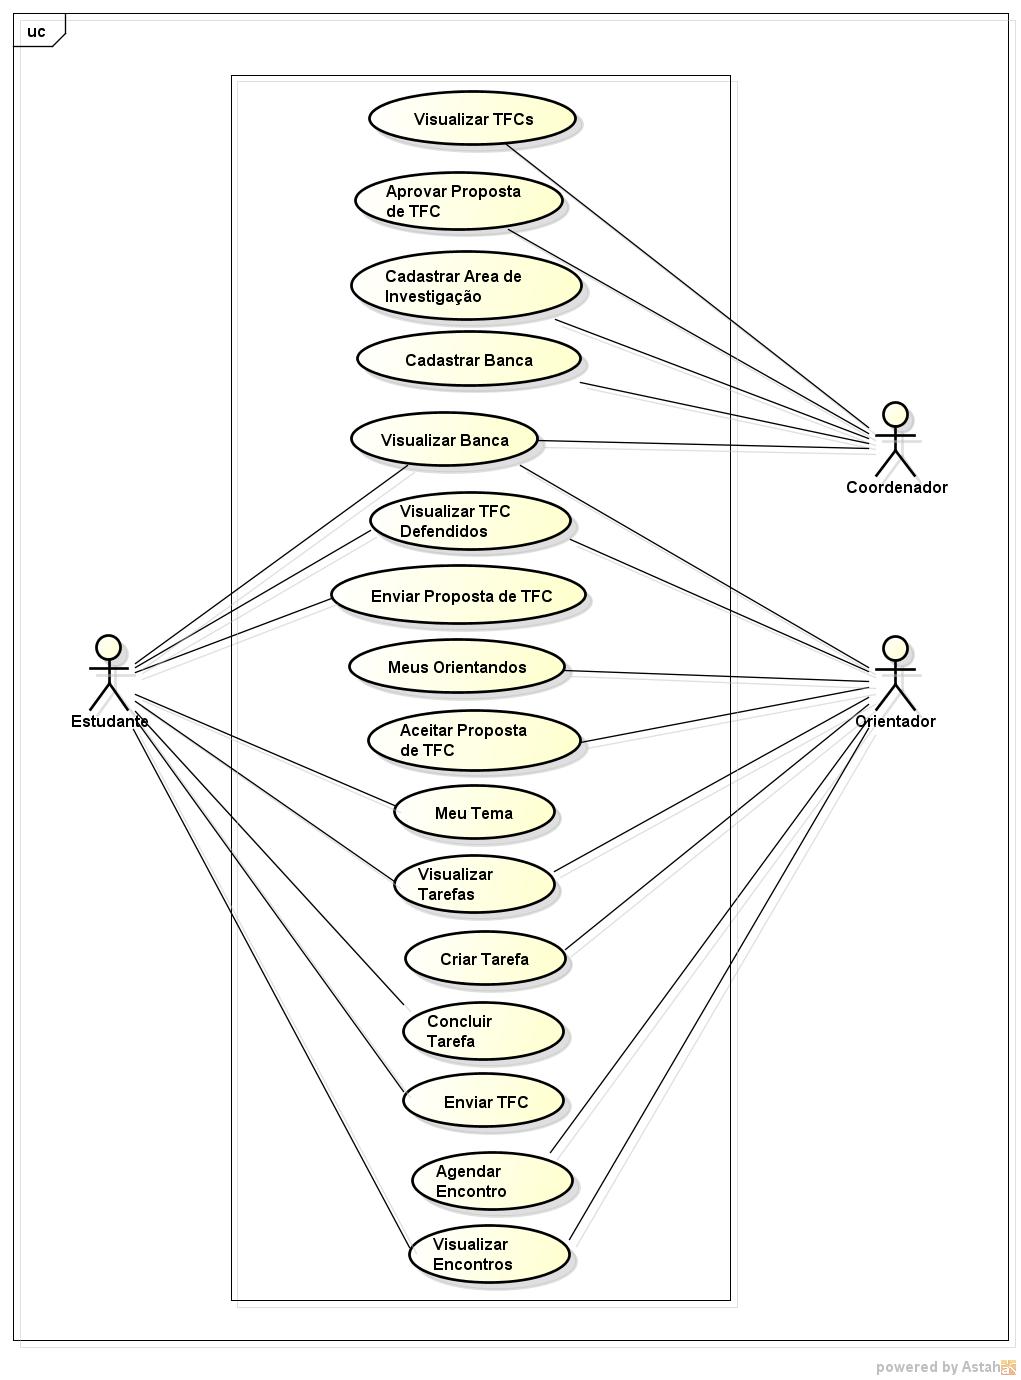 uc
Visualizar TFCs
Aprovar Proposta
de TFC
Cadastrar Area de
Investigação
Cadastrar Banca
Visualizar Banca
Coordenador
Visualizar TFC
Defendidos
Enviar Proposta de TFC
Meus Orientandos
Estudante
Orientador
Aceitar Proposta
de TFC
Meu Tema
Visualizar
Tarefas
Criar Tarefa
Concluir
Tarefa
Enviar TFC
Agendar
Encontro
Visualizar
Encontros
powered by Astah